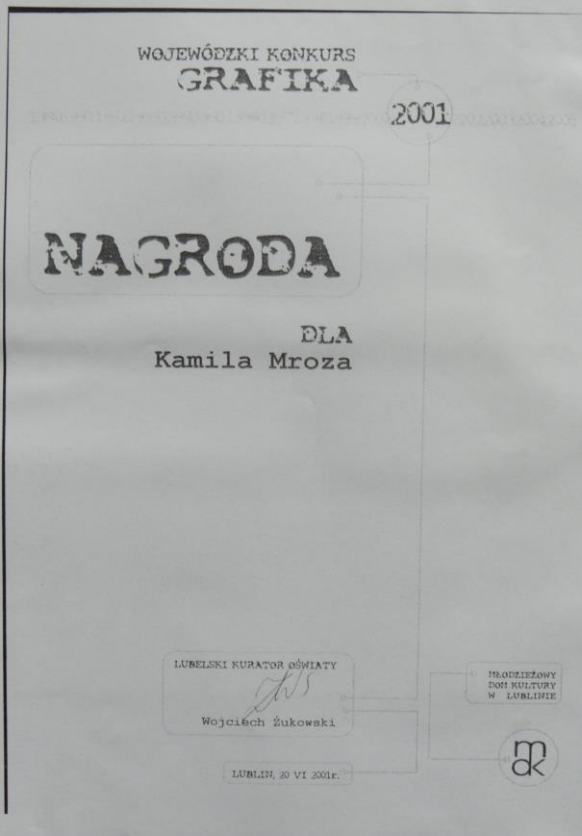 WOJEWÓDZKI KONKURS
GRAFIKA
2001
NAGRODA
DLA
Kamila Mroza
LUBELSKI KURATOR OŚWIATY
Wojciech Żukowski
LUBLIN, 20 VI 2001r.
MŁODZIEŻOWY
DOM KULTURY
W LUBLINIE
mdk